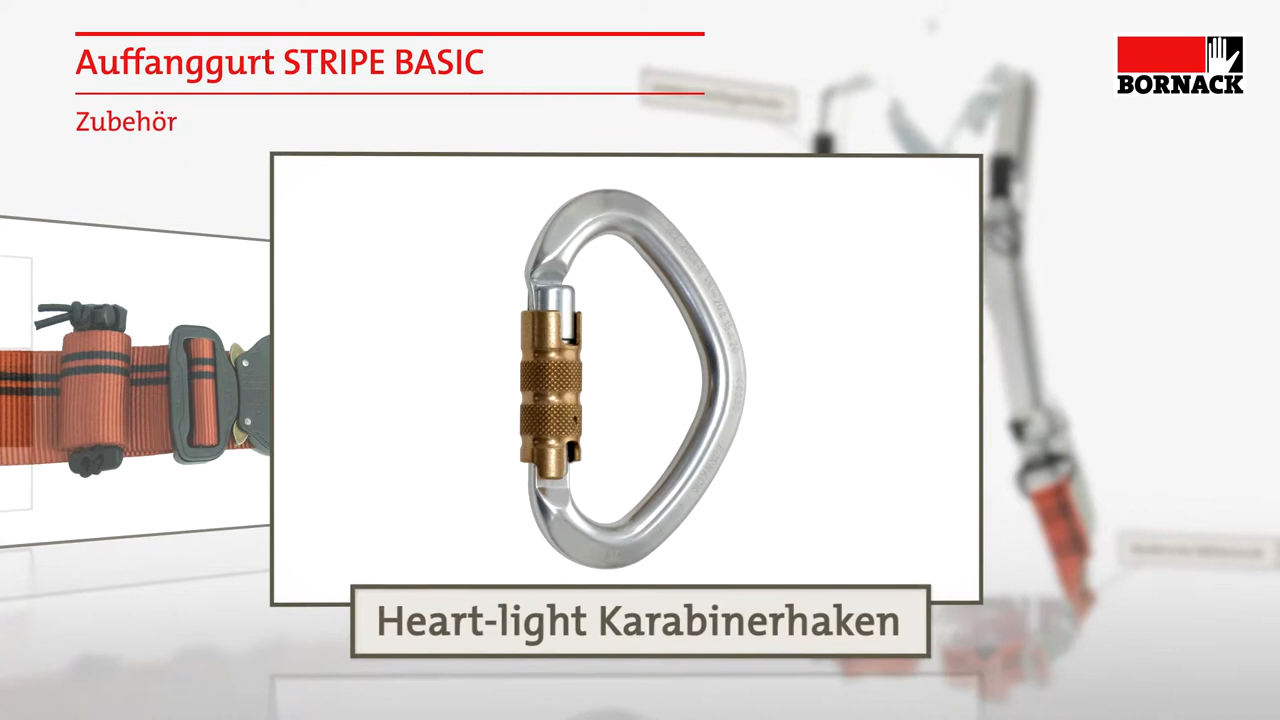 Auffanggurt STRIPE BASIC
Zubehör
BORNACK
Heart-light Karabinerhaken